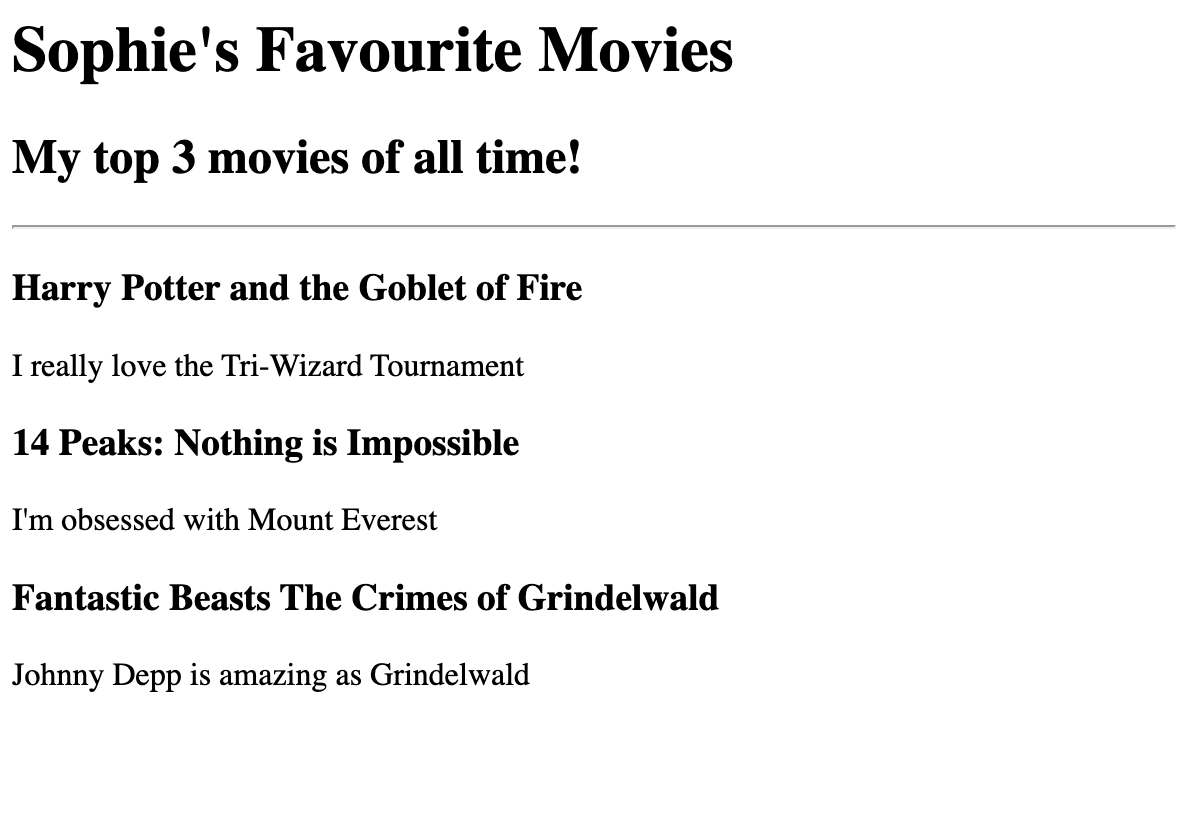 Sophie's Favourite Movies
My top 3 movies of all time!
Harry Potter and the Goblet of Fire
I really love the Tri-Wizard Tournament
14 Peaks: Nothing is Impossible
I'm obsessed with Mount Everest
Fantastic Beasts The Crimes of Grindelwald
Johnny Depp is amazing as Grindelwald